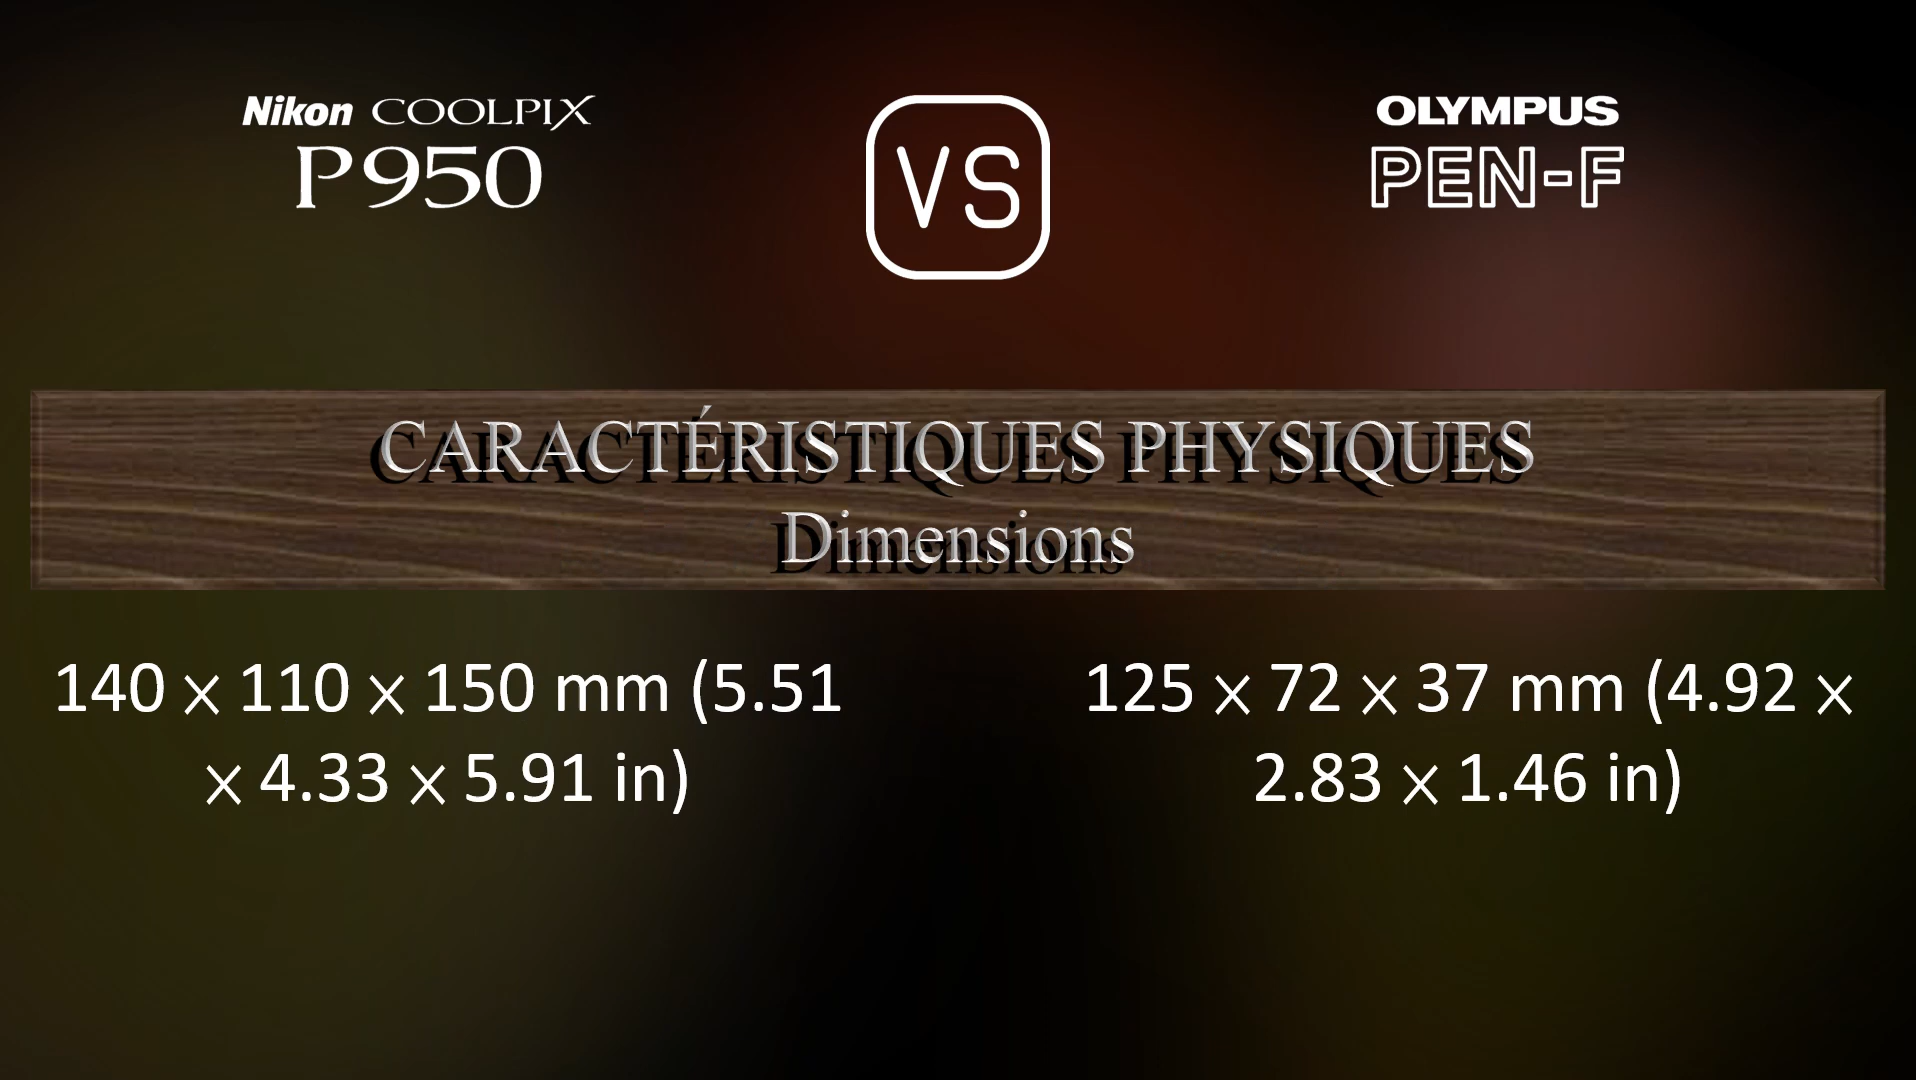 Nikon COOLPIX
P950
VS
OLYMPUS
PEN-F
CARACTÉRISTIQUES PHYSIQUES
Dimensions
140 x 110 x 150 mm (5.51
x 4.33 x 5.91 in)
125 x 72 x 37 mm (4.92 x
2.83 x 1.46 in)